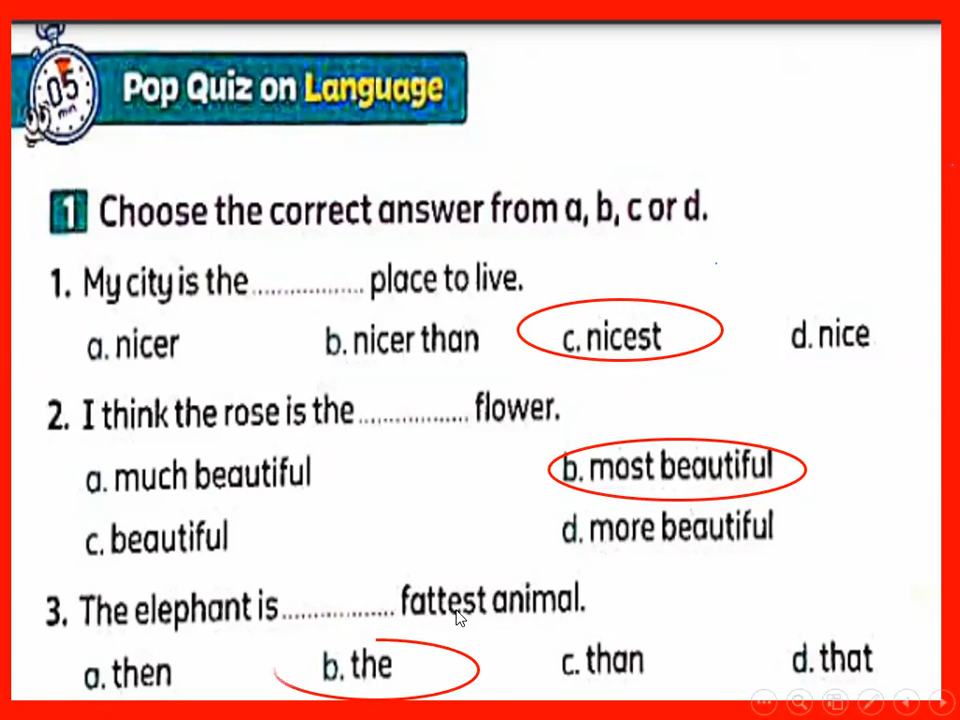 05
min
Pop Quiz on Language
1 Choose the correct answer from a, b, c or d.
1. My city is the .................. place to live.
a. nicer b. nicer than c. nicest d. nice
2. I think the rose is the .................. flower.
a. much beautiful b. most beautiful
c. beautiful d. more beautiful
3. The elephant is .................. fattest animal.
a. then b. the c. than d. that